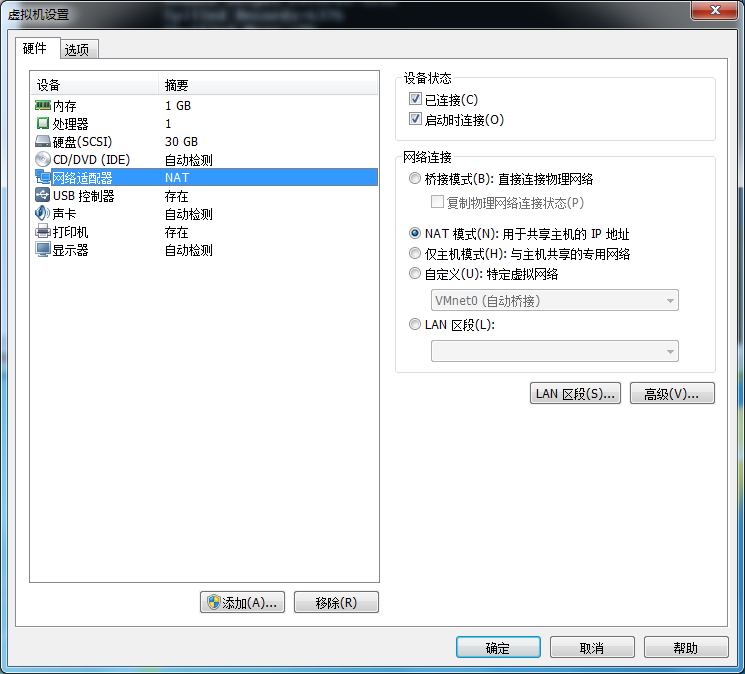 虚拟机设置
硬件 选项
设备 摘要
内存 1 GB
处理器 1
硬盘(SCSI) 30 GB
CD/DVD (IDE) 自动检测
网络适配器 NAT
USB 控制器 存在
声卡 自动检测
打印机 存在
显示器 自动检测
添加(A)... 移除(R)
设备状态
已连接(C)
启动时连接(O)
网络连接
桥接模式(B): 直接连接物理网络
复制物理网络连接状态(P)
NAT 模式(N): 用于共享主机的 IP 地址
仅主机模式(H): 与主机共享的专用网络
自定义(U): 特定虚拟网络
VMnet0 (自动桥接)
LAN 区段(L):
LAN 区段(S)... 高级(V)...
确定 取消 帮助